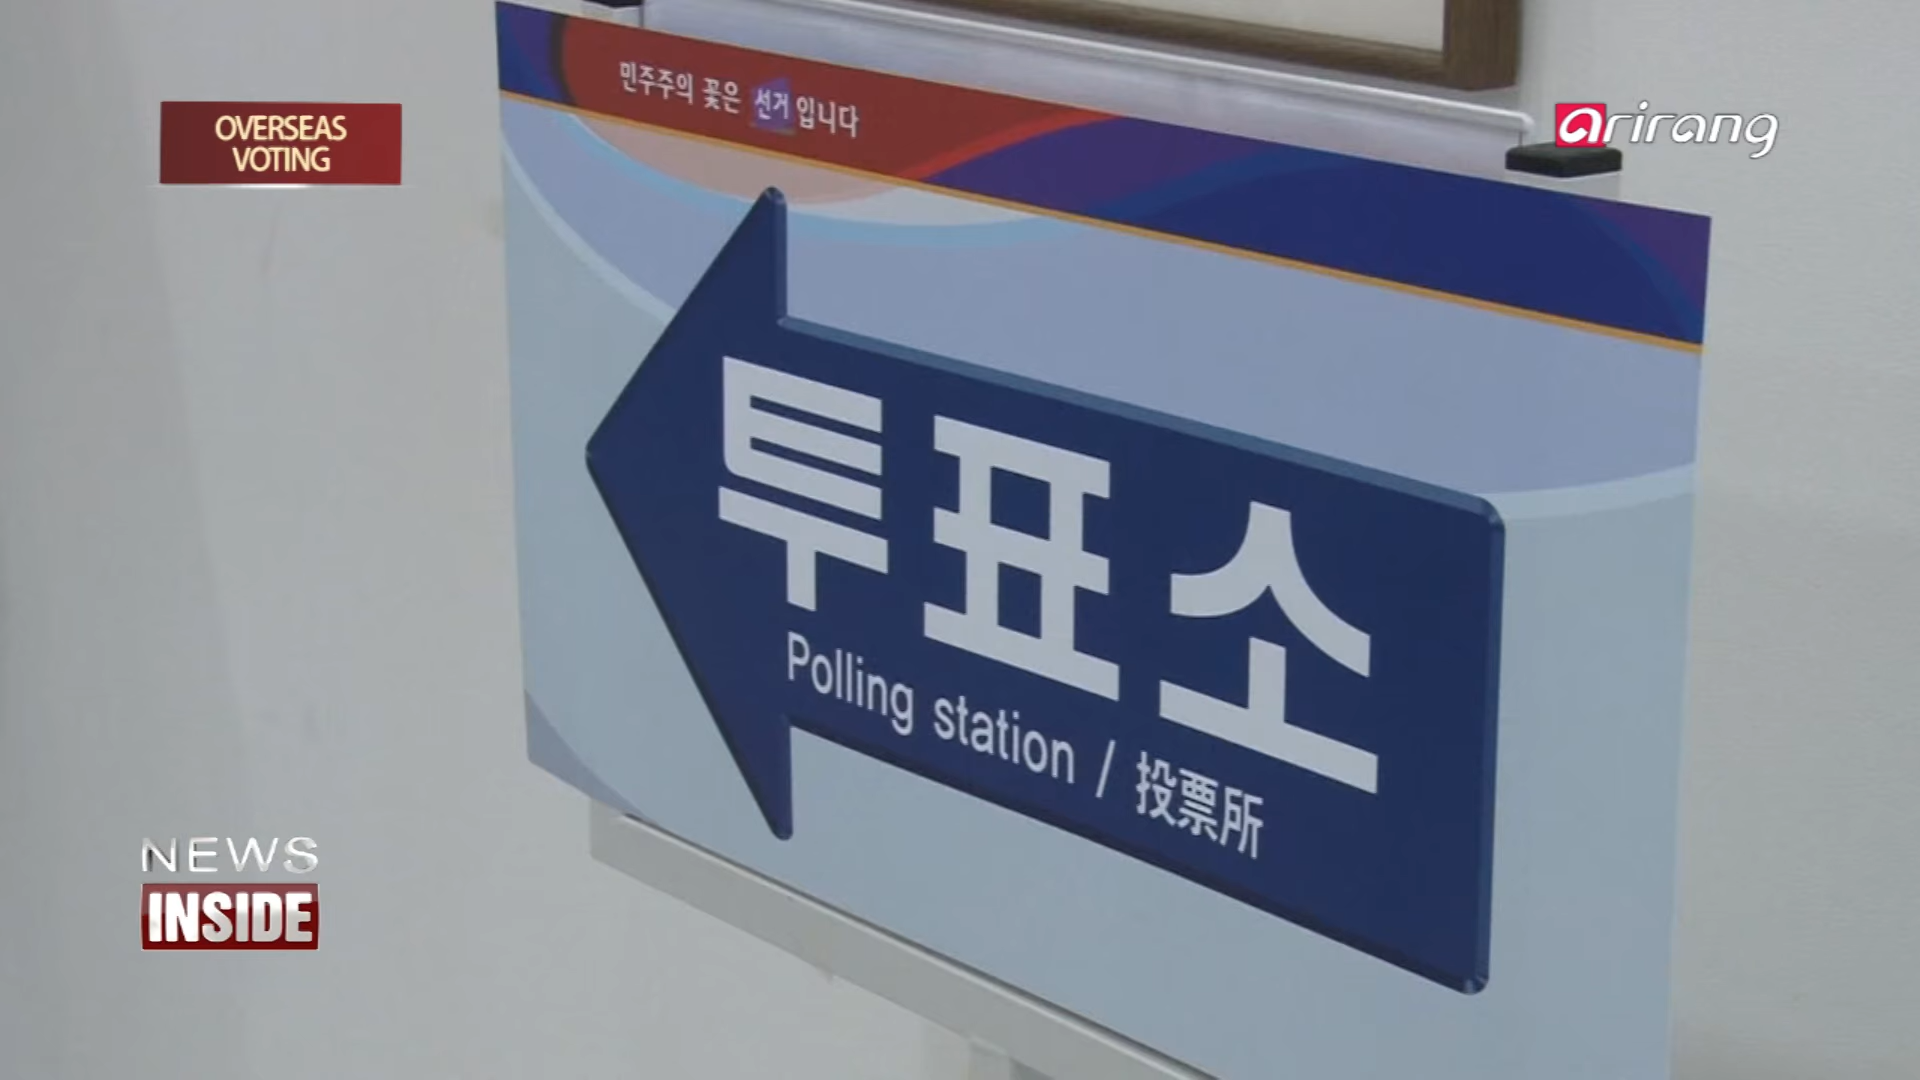 OVERSEAS
VOTING
arirang
민주주의 꽃은 선거 입니다
투표소
Polling station / 投票所
NEWS
INSIDE